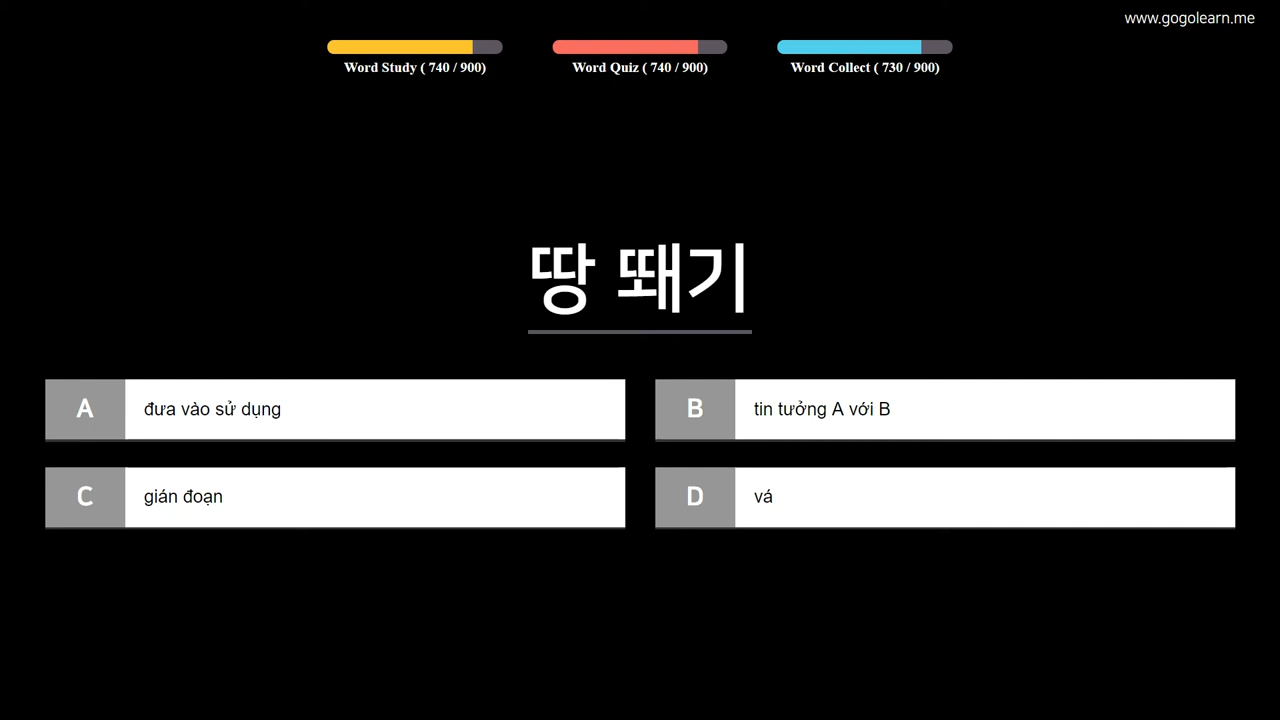 www.gogolearn.me
Word Study ( 740 / 900)
Word Quiz ( 740 / 900)
Word Collect ( 730 / 900)
땅 뙈기
A
đưa vào sử dụng
B
tin tưởng A với B
C
gián đoạn
D
vá